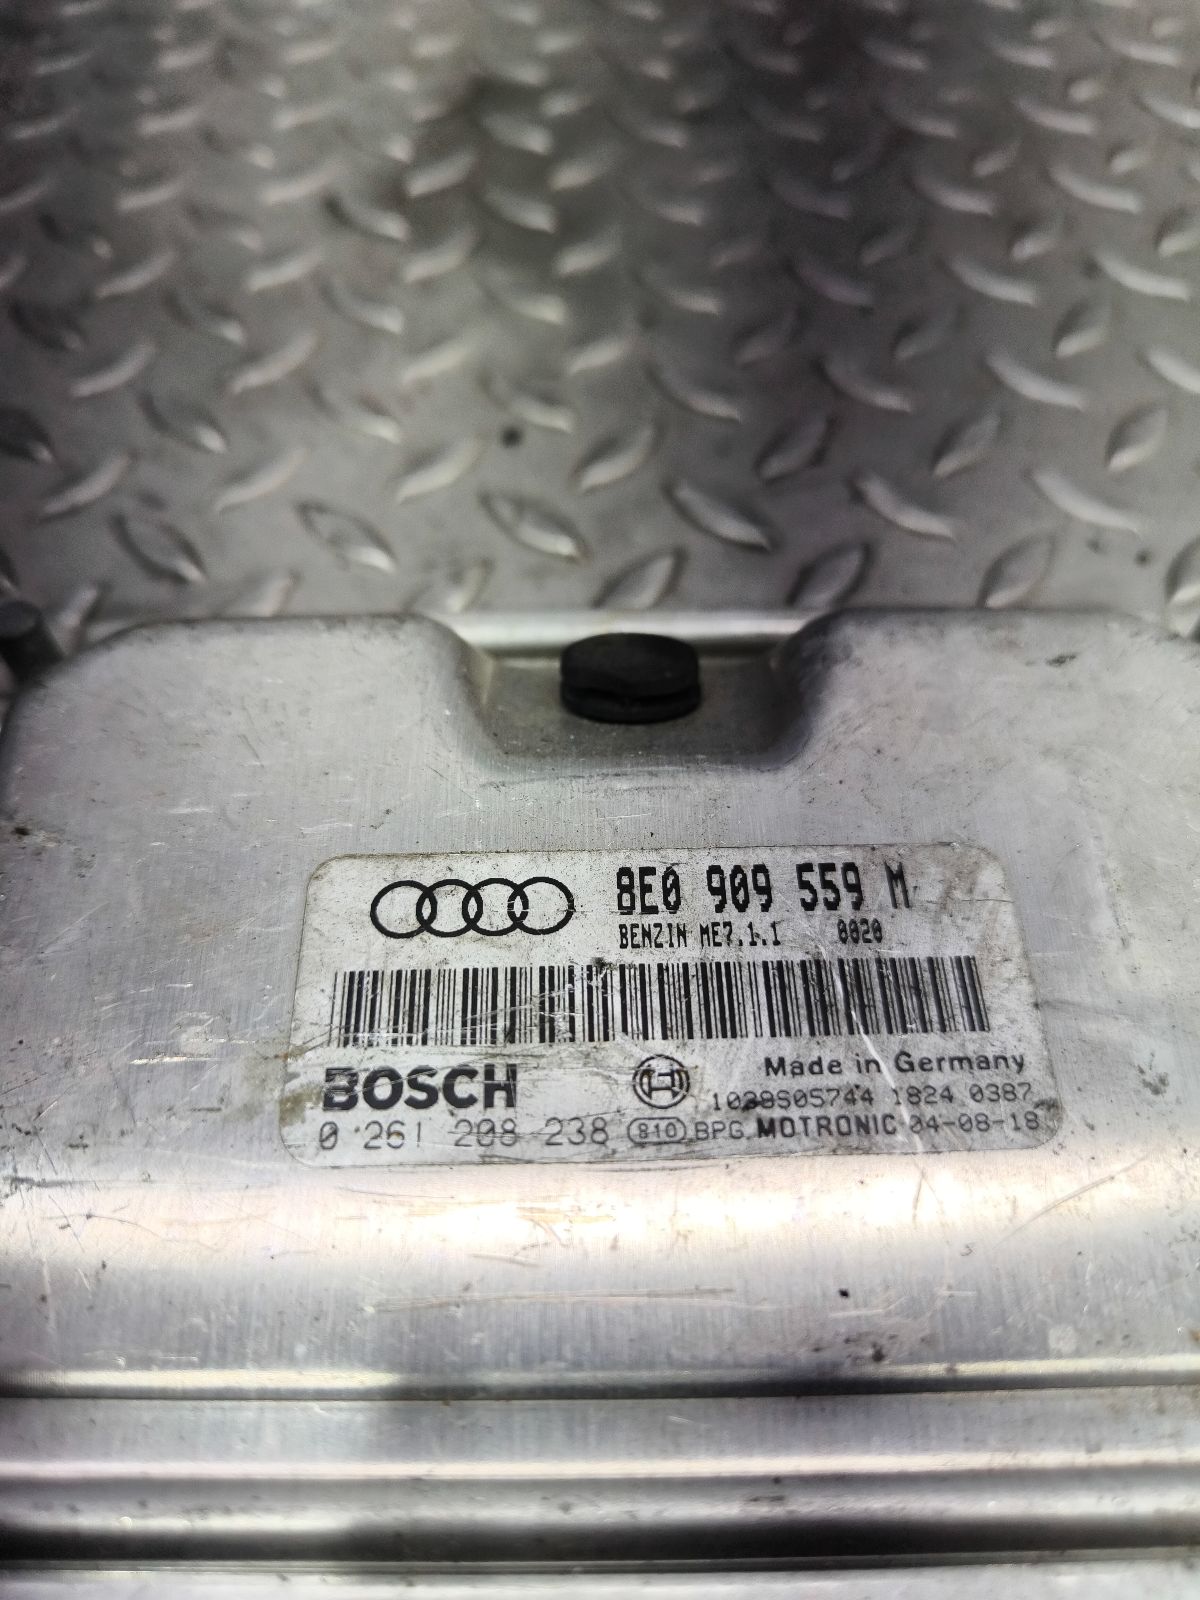 8E0 909 559 M
BENZIN ME7.1.1 0020
BOSCH
Made in Germany
1039S05744 1824 0387
0 261 208 238 810 BPG MOTRONIC 04-08-18